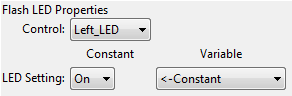 Flash LED Properties
Control: Left_LED
Constant Variable
LED Setting: On <-Constant